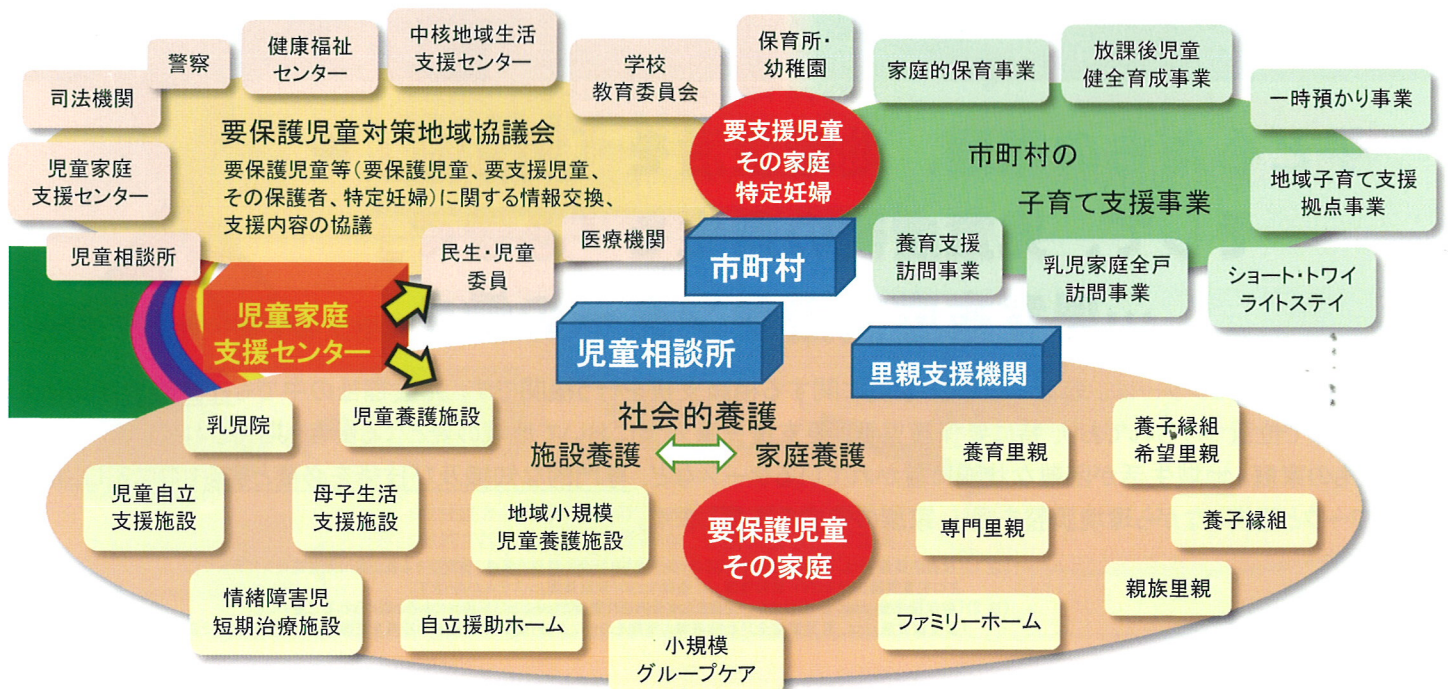 警察
健康福祉
センター
中核地域生活
支援センター
学校
教育委員会
保育所・
幼稚園
家庭的保育事業
放課後児童
健全育成事業
一時預かり事業
司法機関
児童家庭
支援センター
児童相談所
要保護児童対策地域協議会
要保護児童等(要保護児童、要支援児童、
その保護者、特定妊婦)に関する情報交換、
支援内容の協議
民生・児童
委員
医療機関
要支援児童
その家庭
特定妊婦
市町村
市町村の
子育て支援事業
地域子育て支援
拠点事業
養育支援
訪問事業
乳児家庭全戸
訪問事業
ショート・トワイ
ライトステイ
児童家庭
支援センター
児童相談所
里親支援機関
社会的養護
施設養護
家庭養護
乳児院
児童養護施設
児童自立
支援施設
母子生活
支援施設
地域小規模
児童養護施設
情緒障害児
短期治療施設
自立援助ホーム
小規模
グループケア
要保護児童
その家庭
養育里親
養子縁組
希望里親
専門里親
養子縁組
親族里親
ファミリーホーム